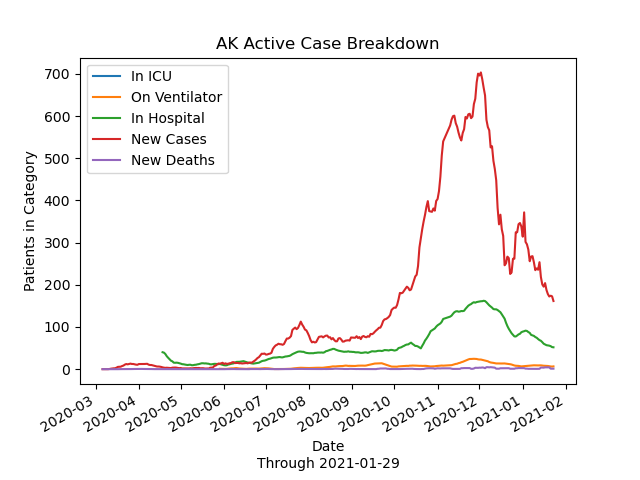 AK Active Case Breakdown
In ICU
On Ventilator
In Hospital
New Cases
New Deaths
Patients in Category
700
600
500
400
300
200
100
0
2020-03
2020-04
2020-05
2020-06
2020-07
2020-08
2020-09
2020-10
2020-11
2020-12
2021-01
2021-02
Date
Through 2021-01-29